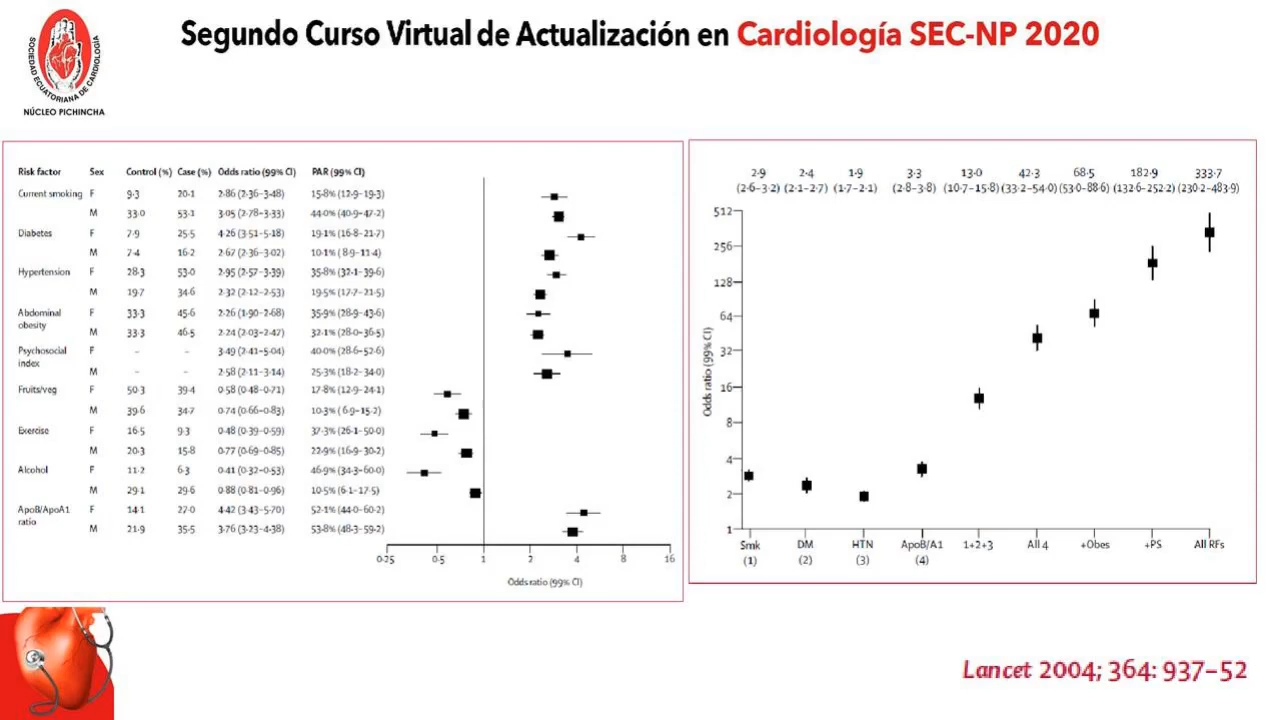 Segundo Curso Virtual de Actualización en Cardiología SEC-NP 2020
SOCIEDAD ECUATORIANA DE CARDIOLOGÍA
NÚCLEO PICHINCHA
Risk factor Sex Control (%) Case (%) Odds ratio (99% CI) PAR (99% CI)
Current smoking F 9·3 20·1 2·86 (2·36–3·48) 15·8% (12·9–19·3)
M 33·0 53·1 3·05 (2·78–3·33) 44·0% (40·9–47·2)
Diabetes F 7·9 25·5 4·26 (3·51–5·18) 19·1% (16·8–21·7)
M 7·4 16·2 2·67 (2·36–3·02) 10·1% (8·9–11·4)
Hypertension F 28·3 53·0 2·95 (2·57–3·39) 35·8% (32·1–39·6)
M 19·7 34·6 2·32 (2·12–2·53) 19·5% (17·7–21·5)
Abdominal obesity F 33·3 45·6 2·26 (1·90–2·68) 35·9% (28·9–43·6)
M 33·3 46·5 2·24 (2·03–2·47) 32·1% (28·0–36·5)
Psychosocial index F – – 3·49 (2·41–5·04) 40·0% (28·6–52·6)
M – – 2·58 (2·11–3·14) 25·3% (18·2–34·0)
Fruits/veg F 50·3 39·4 0·58 (0·48–0·71) 17·8% (12·9–24·1)
M 39·6 34·7 0·74 (0·66–0·83) 10·3% (6·9–15·2)
Exercise F 16·5 9·3 0·48 (0·39–0·59) 37·3% (26·1–50·0)
M 20·3 15·8 0·77 (0·69–0·85) 22·9% (16·9–30·2)
Alcohol F 11·2 6·3 0·41 (0·32–0·53) 46·9% (34·3–60·0)
M 29·1 29·6 0·88 (0·81–0·96) 10·5% (6·1–17·5)
ApoB/ApoA1 ratio F 14·1 27·0 4·42 (3·43–5·70) 52·1% (44·0–60·2)
M 21·9 35·5 3·76 (3·23–4·38) 53·8% (48·3–59·2)
0·25 0·5 1 2 4 8 16
Odds ratio (99% CI)
2·9 2·4 1·9 3·3 13·0 42·3 68·5 182·9 333·7
(2·6–3·2) (2·1–2·7) (1·7–2·1) (2·8–3·8) (10·7–15·8) (33·2–54·0) (53·0–88·6) (132·6–252·2) (230·2–483·9)
512
256
128
64
32
16
8
4
2
1
Odds ratio (99% CI)
Smk DM HTN ApoB/A1 1+2+3 All 4 +Obes +PS All RFs
(1) (2) (3) (4)
Lancet 2004; 364: 937–52